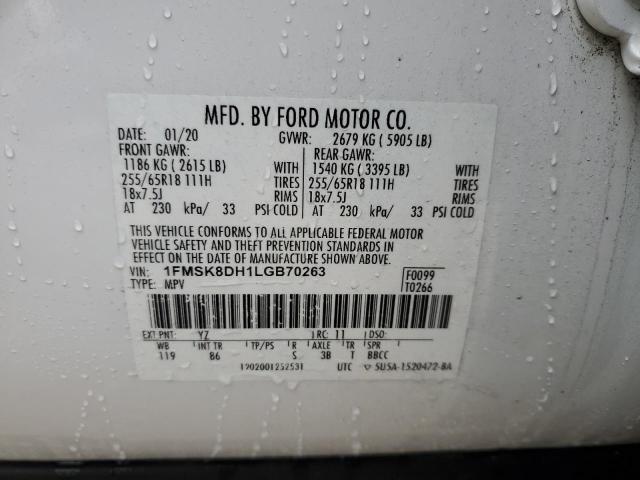 MFD. BY FORD MOTOR CO.
DATE: 01/20 GVWR: 2679 KG ( 5905 LB)
FRONT GAWR: REAR GAWR:
1186 KG ( 2615 LB) WITH 1540 KG ( 3395 LB) WITH
255/65R18 111H TIRES 255/65R18 111H TIRES
18x7.5J RIMS 18x7.5J RIMS
AT 230 kPa/ 33 PSI COLD AT 230 kPa/ 33 PSI COLD
THIS VEHICLE CONFORMS TO ALL APPLICABLE FEDERAL MOTOR
VEHICLE SAFETY AND THEFT PREVENTION STANDARDS IN
EFFECT ON THE DATE OF MANUFACTURE SHOWN ABOVE.
VIN: 1FMSK8DH1LGB70263 F0099
TYPE: MPV T0266
EXT PNT: YZ RC: 11 DSO:
WB INT TR TP/PS R AXLE TR SPR
119 86 S 3B T BBCC
12020012S2531 UTC 5U5A-1520472-BA